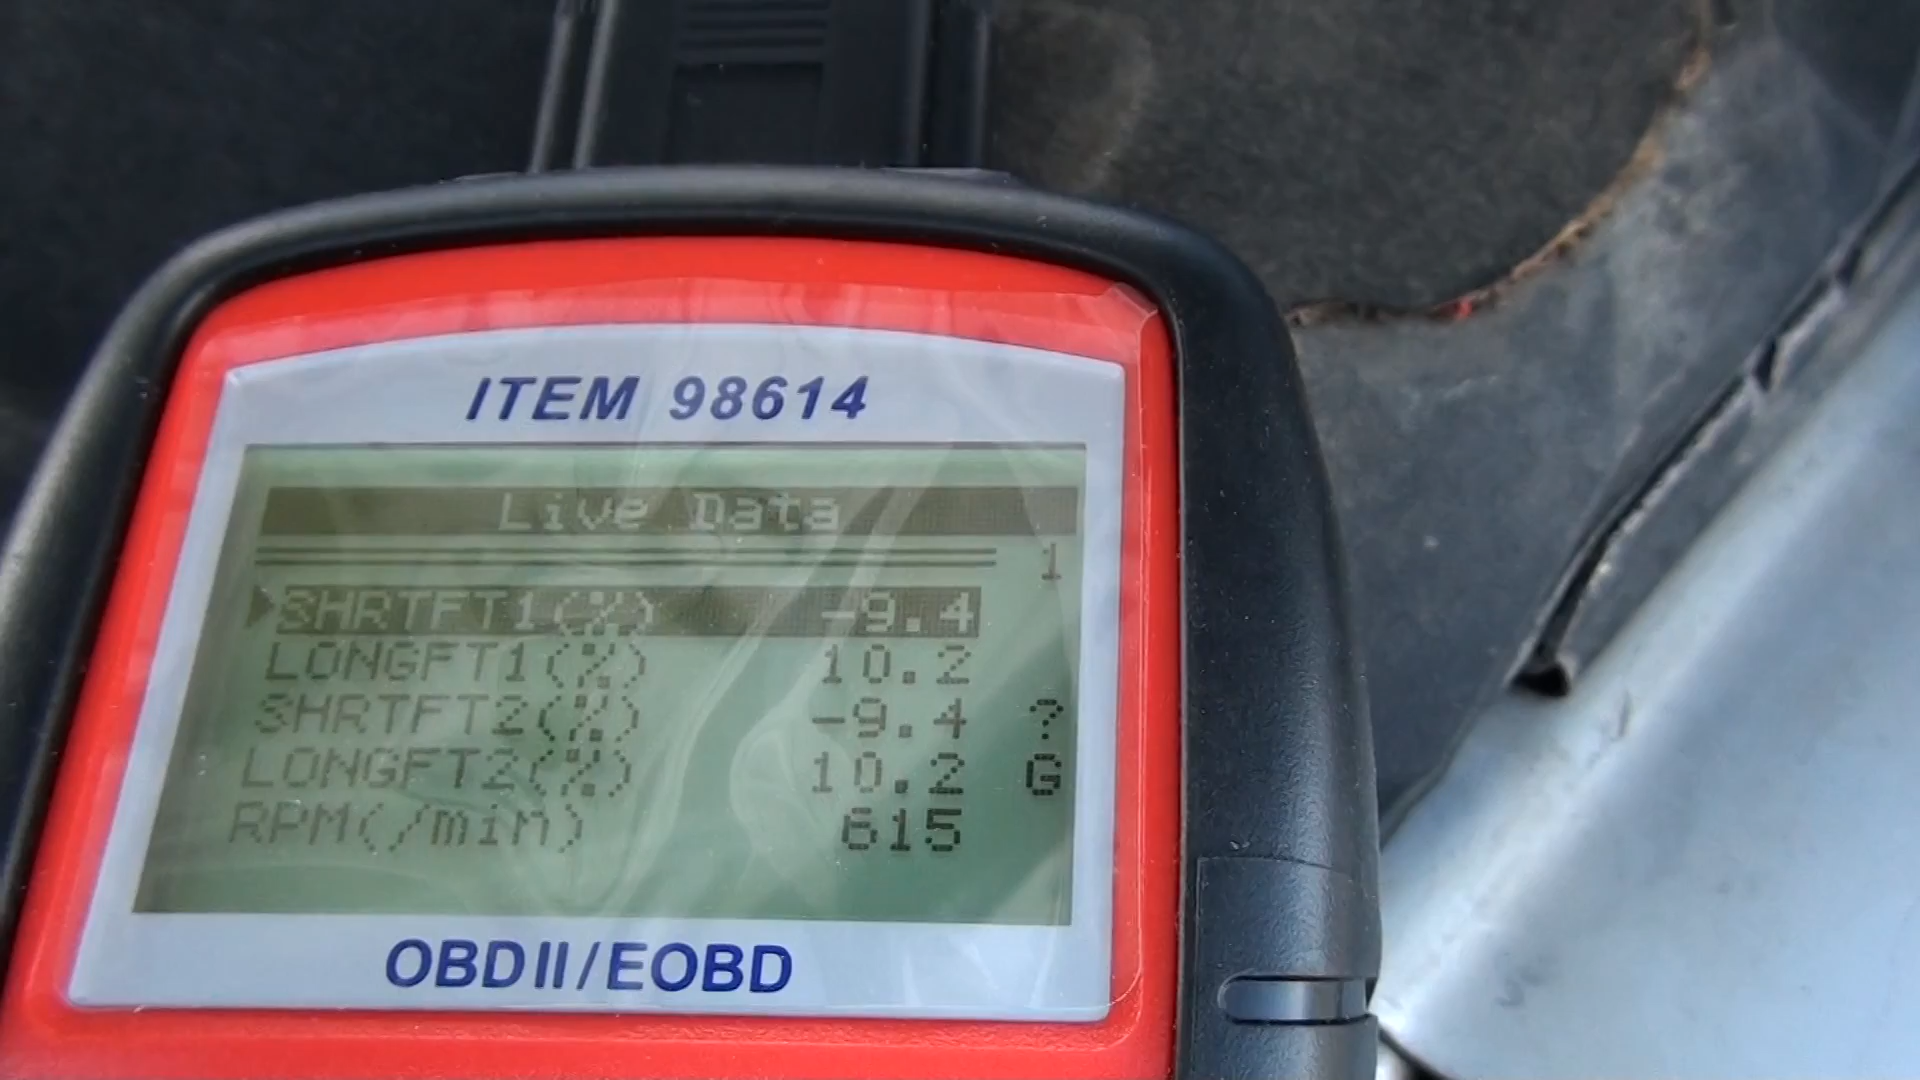 ITEM 98614
Live Data
1
SHRTFT1(%) -9.4
LONGFT1(%) 10.2
SHRTFT2(%) -9.4 ?
LONGFT2(%) 10.2 G
RPM(/min) 615
OBDII/EOBD